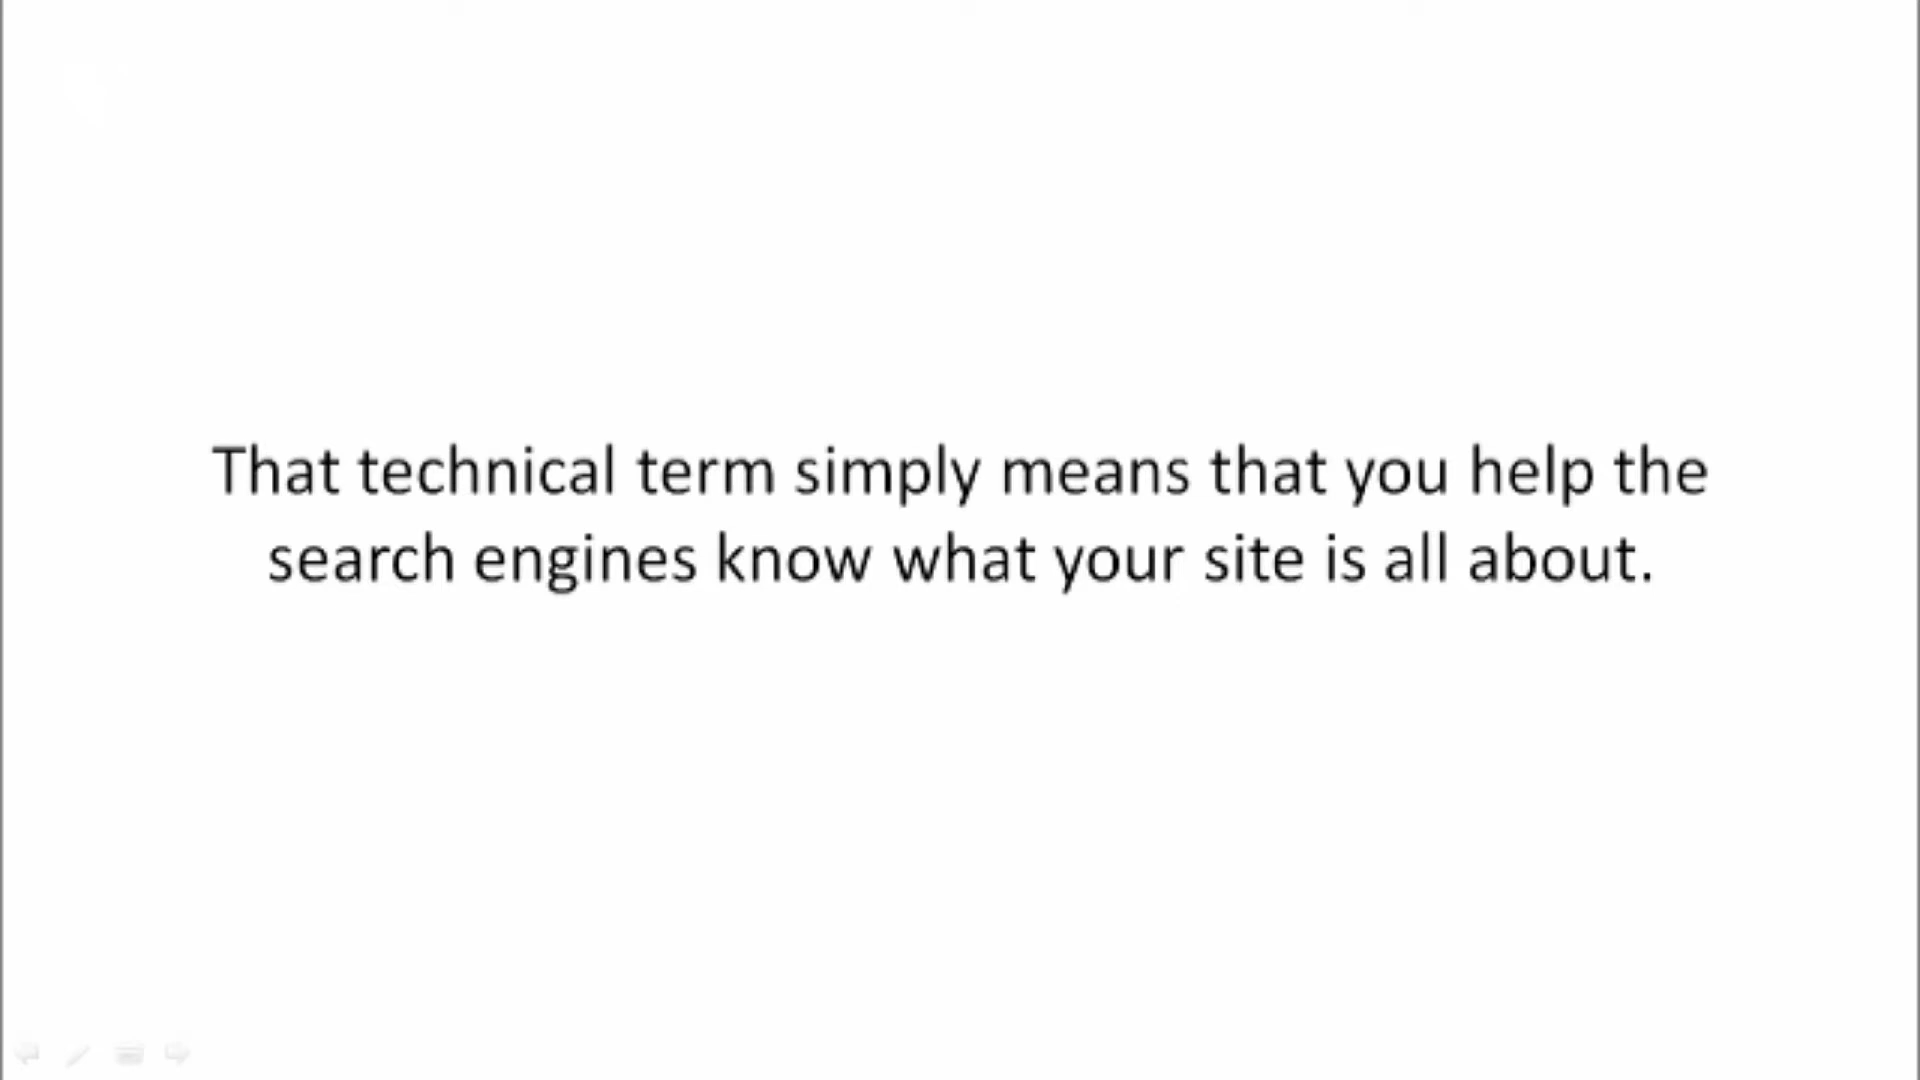 That technical term simply means that you help the
search engines know what your site is all about.